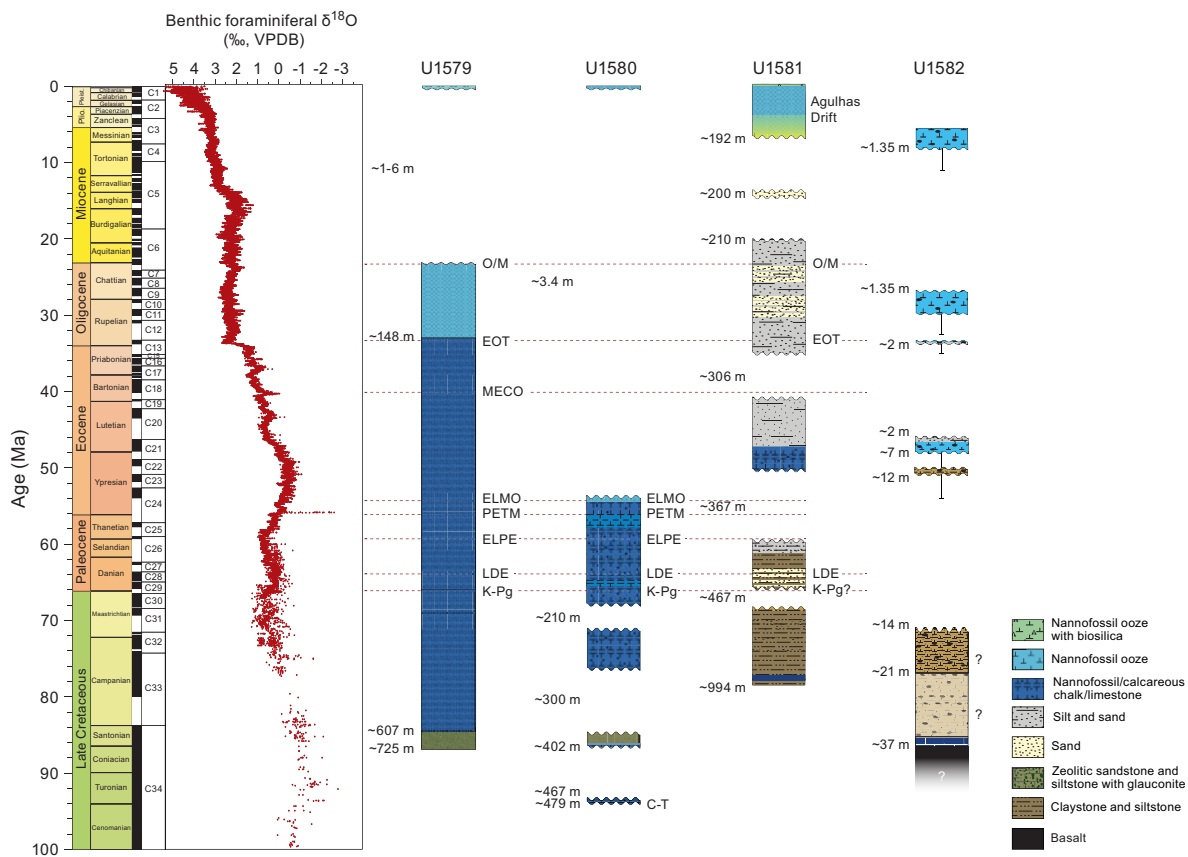 Benthic foraminiferal δ18O
(‰, VPDB)
5 4 3 2 1 0 -1 -2 -3
U1579
U1580
U1581
U1582
Age (Ma)
0
10
20
30
40
50
60
70
80
90
100
Plio. Pleist.
Miocene
Oligocene
Eocene
Paleocene
Late Cretaceous
Chibanian
Calabrian
Gelasian
Piacenzian
Zanclean
Messinian
Tortonian
Serravallian
Langhian
Burdigalian
Aquitanian
Chattian
Rupelian
Priabonian
Bartonian
Lutetian
Ypresian
Thanetian
Selandian
Danian
Maastrichtian
Campanian
Santonian
Coniacian
Turonian
Cenomanian
C1
C2
C3
C4
C5
C6
C7
C8
C9
C10
C11
C12
C13
C15
C16
C17
C18
C19
C20
C21
C22
C23
C24
C25
C26
C27
C28
C29
C30
C31
C32
C33
C34
~1-6 m
~148 m
~607 m
~725 m
O/M
EOT
MECO
ELMO
PETM
ELPE
LDE
K-Pg
~3.4 m
~210 m
~300 m
~402 m
~467 m
~479 m
ELMO
PETM
ELPE
LDE
K-Pg
C-T
Agulhas
Drift
~192 m
~200 m
~210 m
~306 m
~367 m
~467 m
~994 m
O/M
EOT
LDE
K-Pg?
~1.35 m
~1.35 m
~2 m
~2 m
~7 m
~12 m
~14 m
~21 m
~37 m
?
?
?
Nannofossil ooze
with biosilica
Nannofossil ooze
Nannofossil/calcareous
chalk/limestone
Silt and sand
Sand
Zeolitic sandstone and
siltstone with glauconite
Claystone and siltstone
Basalt